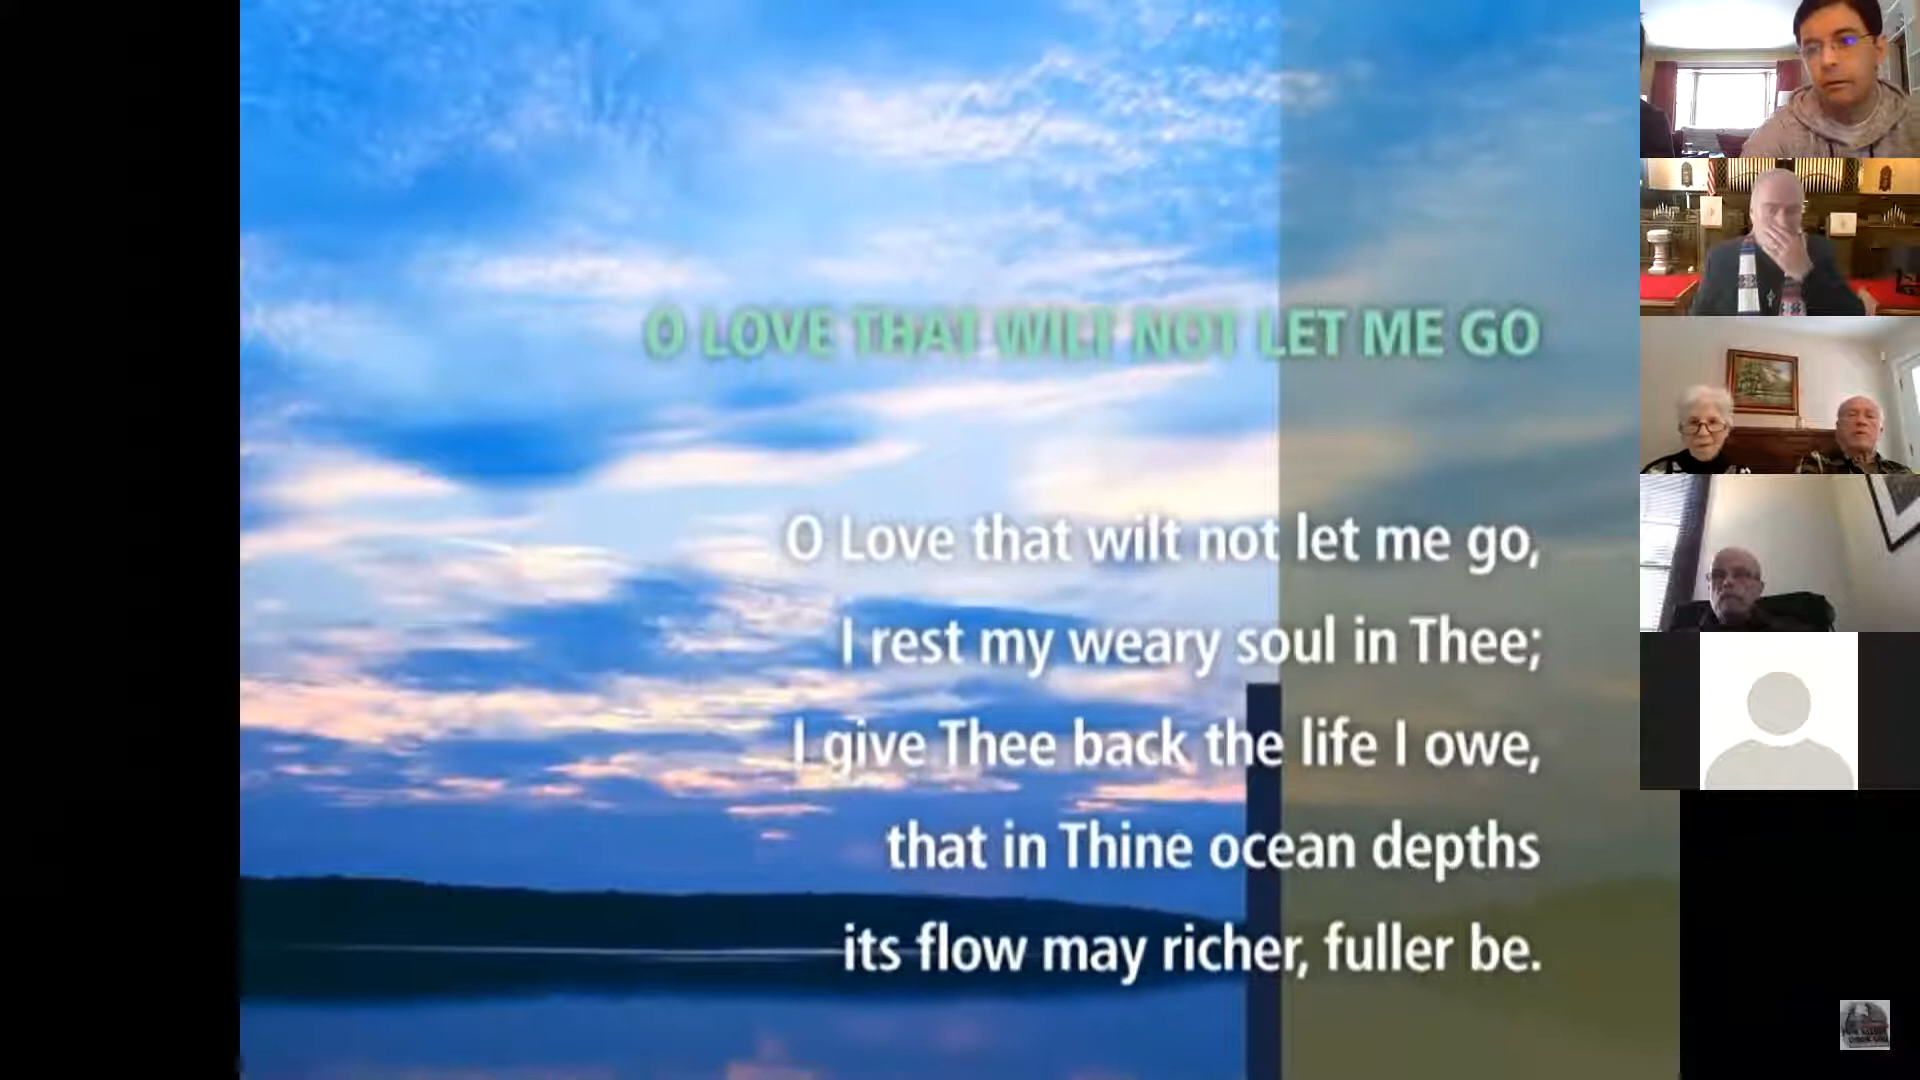 O LOVE THAT WILT NOT LET ME GO
O Love that wilt not let me go,
I rest my weary soul in Thee;
I give Thee back the life I owe,
that in Thine ocean depths
its flow may richer, fuller be.